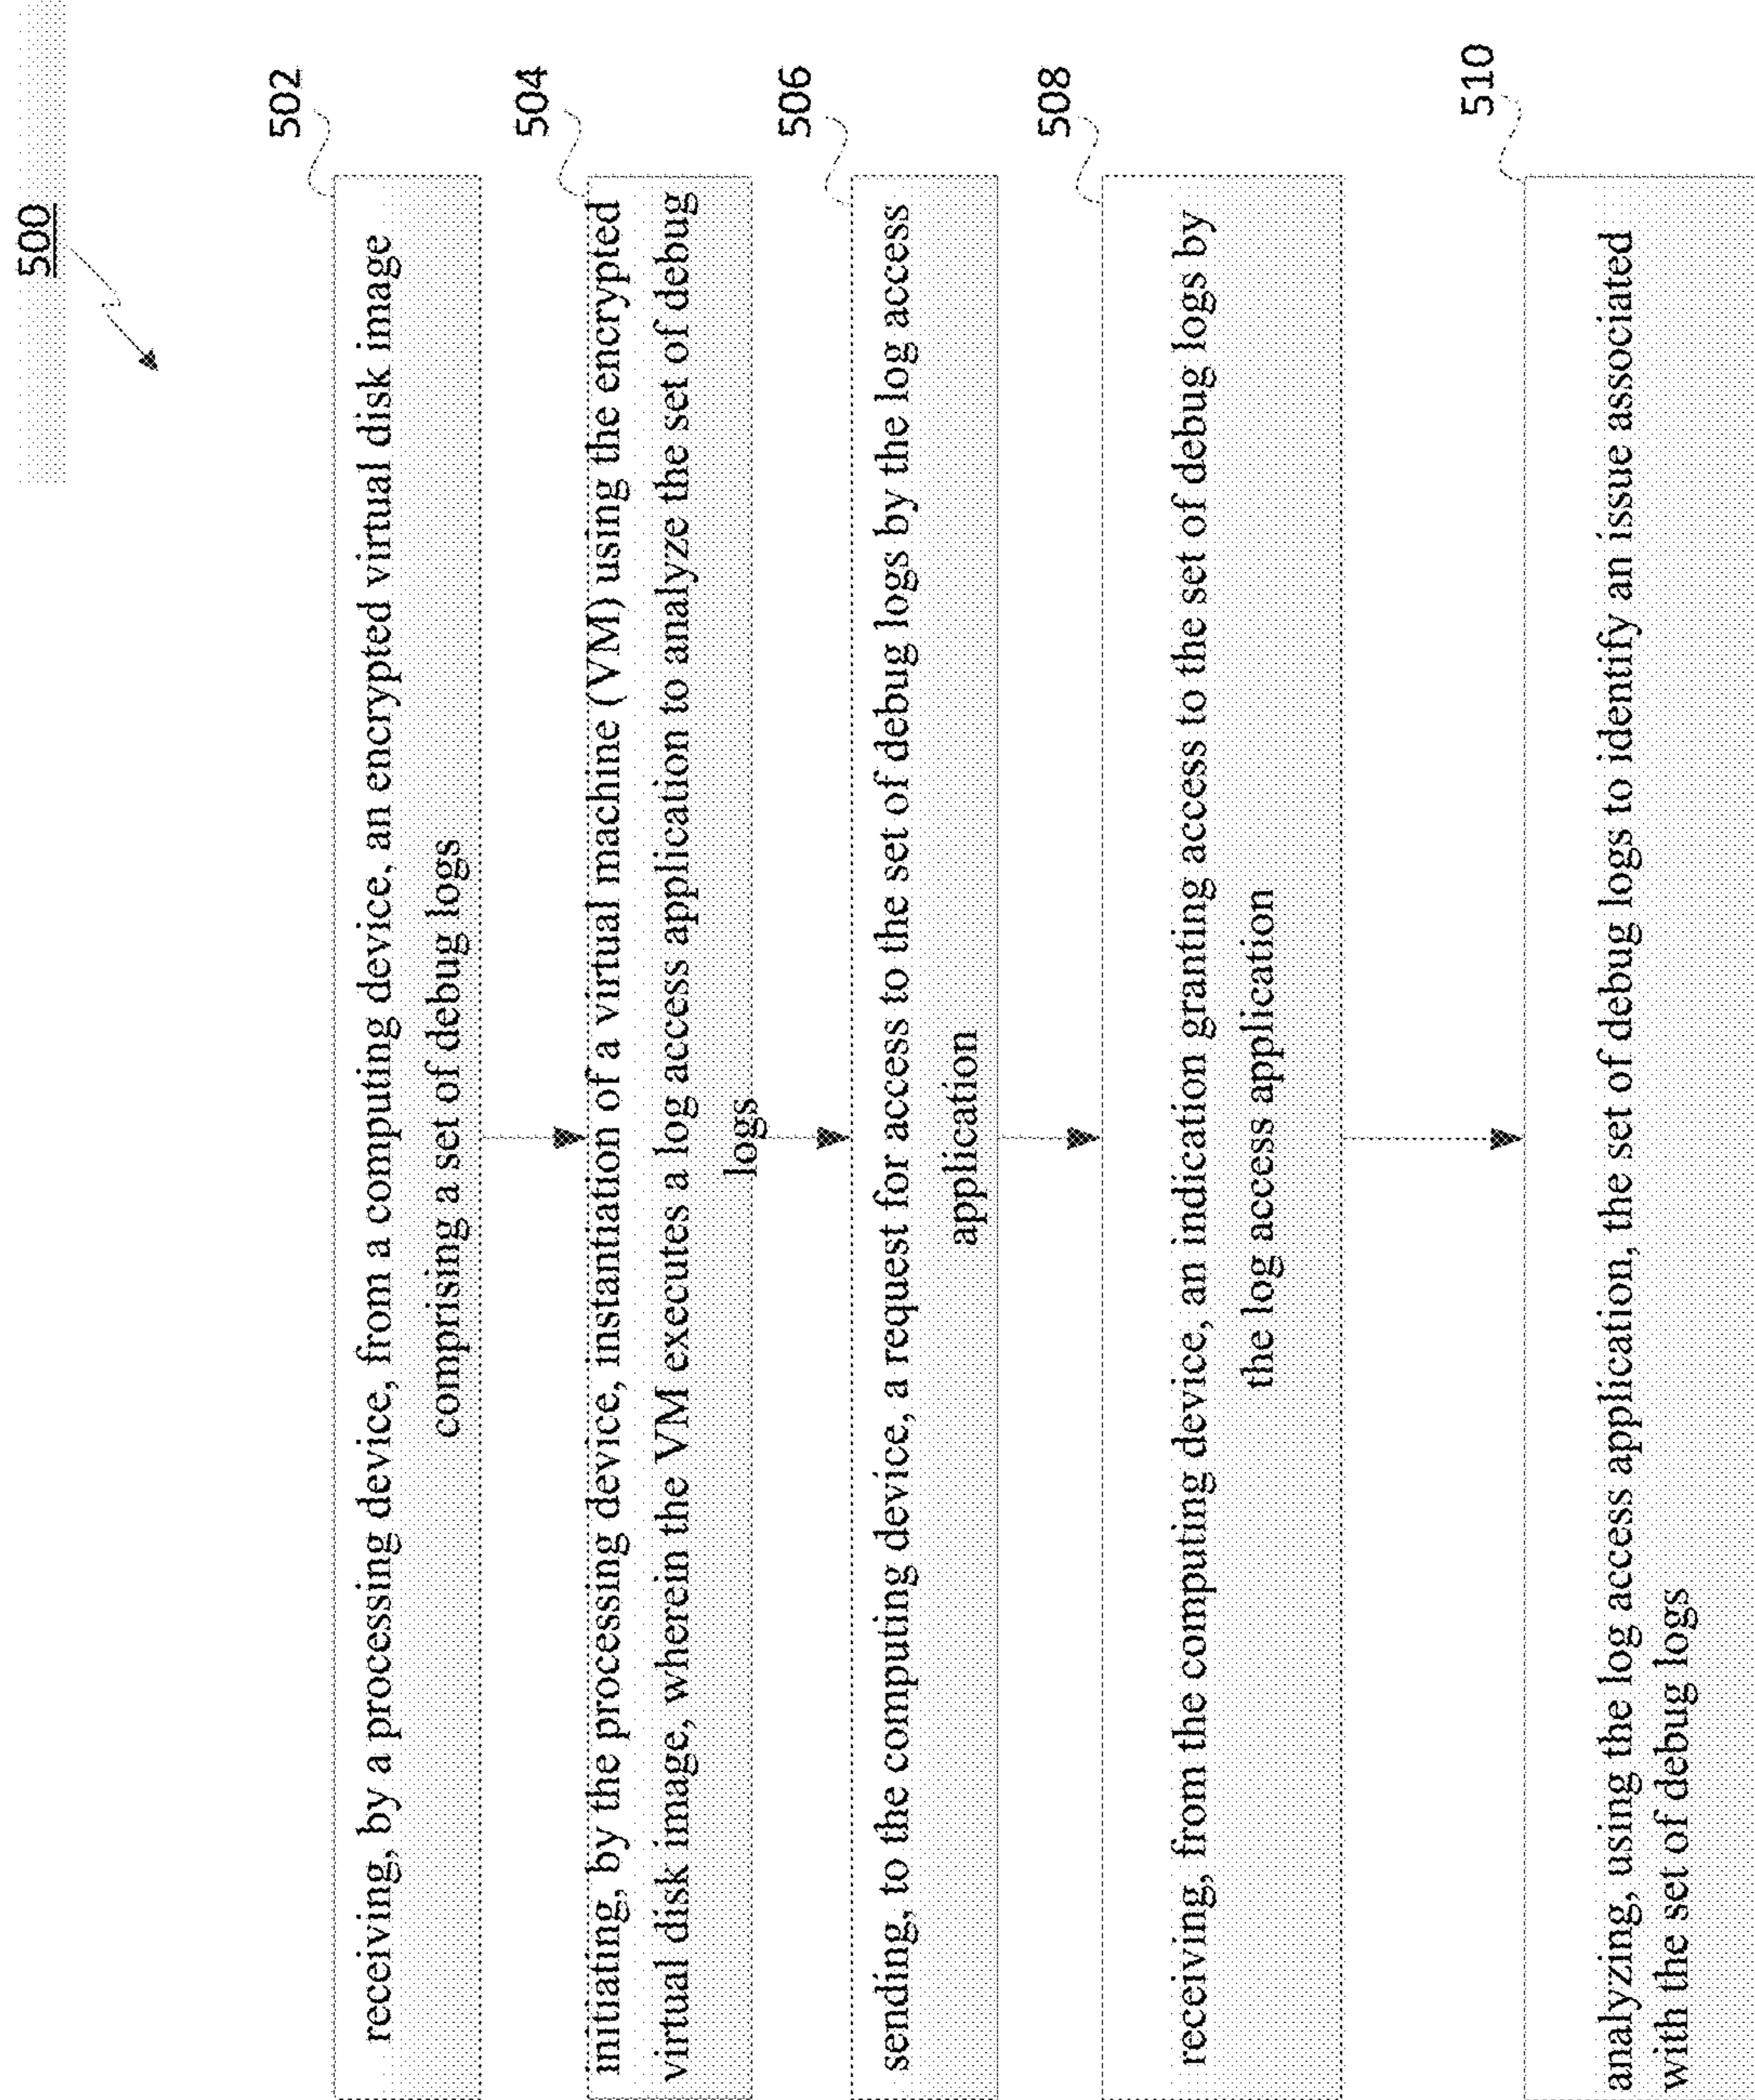 500
502
receiving, by a processing device, from a computing device, an encrypted virtual disk image
comprising a set of debug logs
504
initiating, by the processing device, instantiation of a virtual machine (VM) using the encrypted
virtual disk image, wherein the VM executes a log access application to analyze the set of debug
logs
506
sending, to the computing device, a request for access to the set of debug logs by the log access
application
508
receiving, from the computing device, an indication granting access to the set of debug logs by
the log access application
510
analyzing, using the log access application, the set of debug logs to identify an issue associated
with the set of debug logs